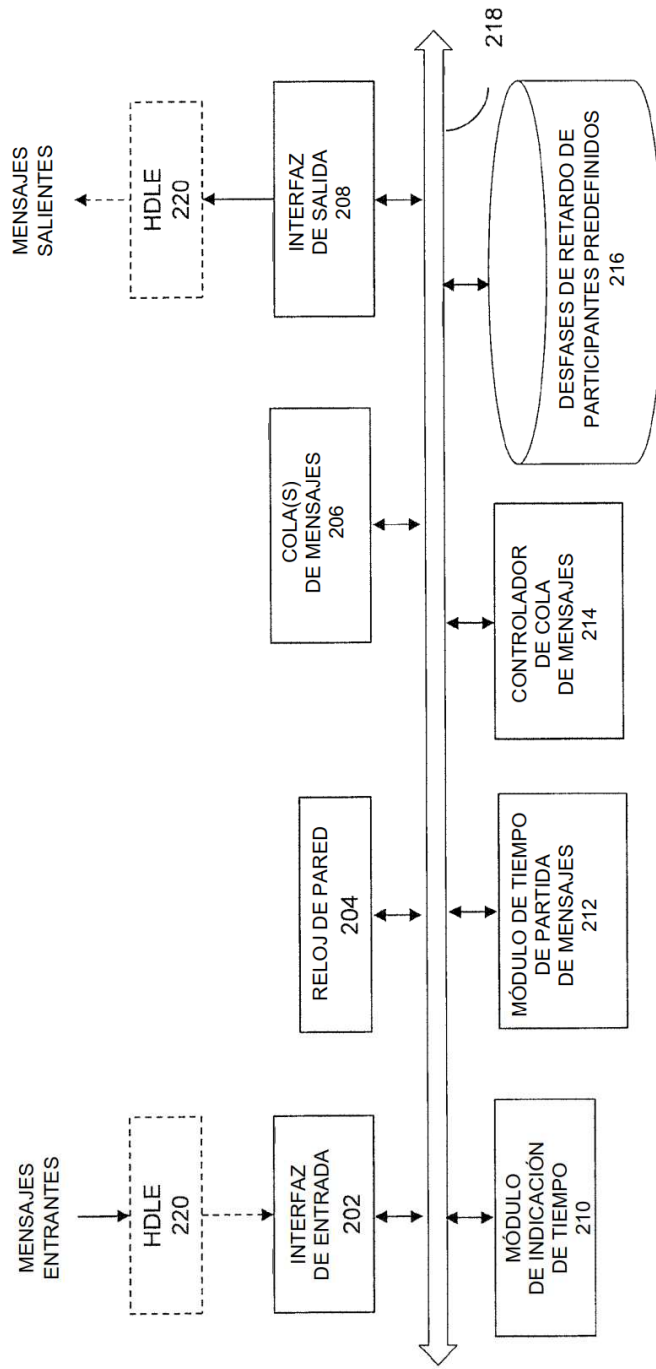 MENSAJES
ENTRANTES
MENSAJES
SALIENTES
HDLE
220
HDLE
220
INTERFAZ
DE ENTRADA
202
RELOJ DE PARED
204
COLA(S)
DE MENSAJES
206
INTERFAZ
DE SALIDA
208
218
MÓDULO
DE INDICACIÓN
DE TIEMPO
210
MÓDULO DE TIEMPO
DE PARTIDA
DE MENSAJES
212
CONTROLADOR
DE COLA
DE MENSAJES
214
DESFASES DE RETARDO DE
PARTICIPANTES PREDEFINIDOS
216